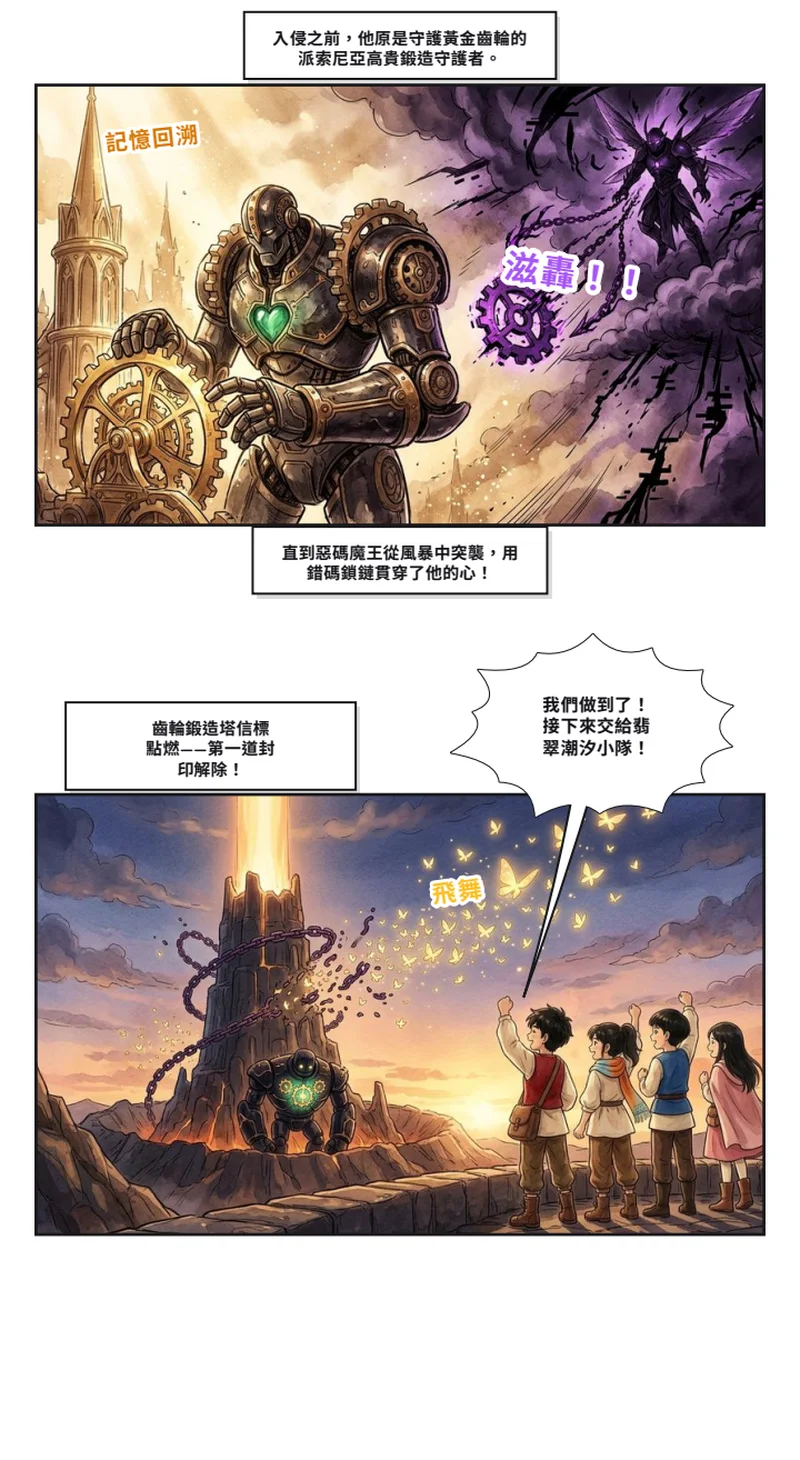 入侵之前，他原是守護黃金齒輪的
派索尼亞高貴鍛造守護者。
記憶回溯
滋轟！！
直到惡碼魔王從風暴中突襲，用
錯碼鎖鏈貫穿了他的心！
齒輪鍛造塔信標
點燃——第一道封
印解除！
我們做到了！
接下來交給翡
翠潮汐小隊！
飛舞